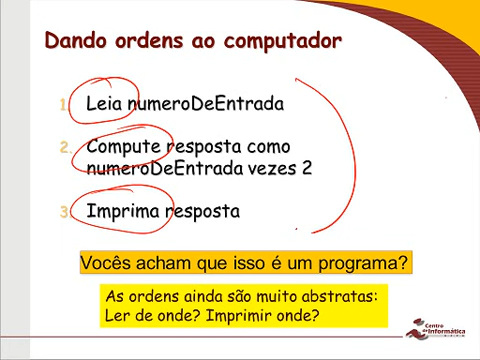 Dando ordens ao computador
1. Leia numeroDeEntrada
2. Compute resposta como
numeroDeEntrada vezes 2
3. Imprima resposta
Vocês acham que isso é um programa?
As ordens ainda são muito abstratas:
Ler de onde? Imprimir onde?
Centro
de Informática